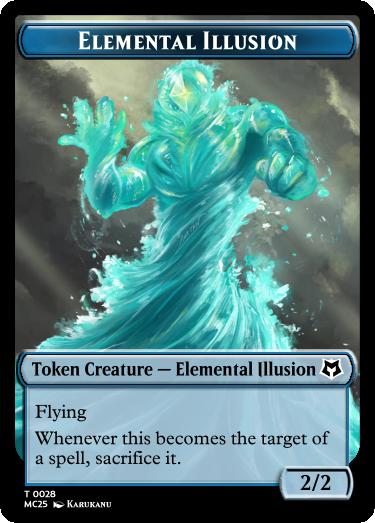 Elemental Illusion
Token Creature — Elemental Illusion
Flying
Whenever this becomes the target of
a spell, sacrifice it.
2/2
T 0028
MC25 Karukanu